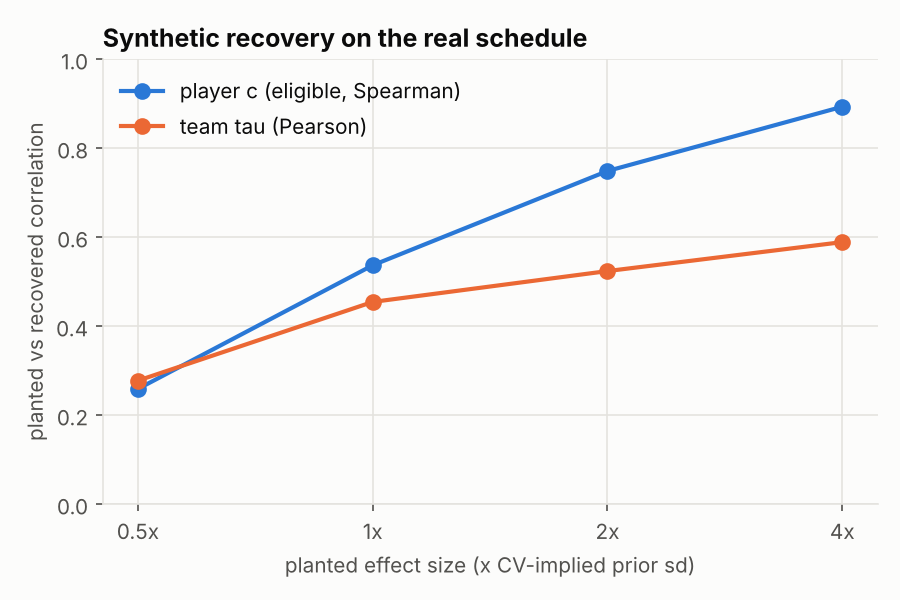 Synthetic recovery on the real schedule
player c (eligible, Spearman)
team tau (Pearson)
planted vs recovered correlation
1.0
0.8
0.6
0.4
0.2
0.0
0.5x
1x
2x
4x
planted effect size (x CV-implied prior sd)